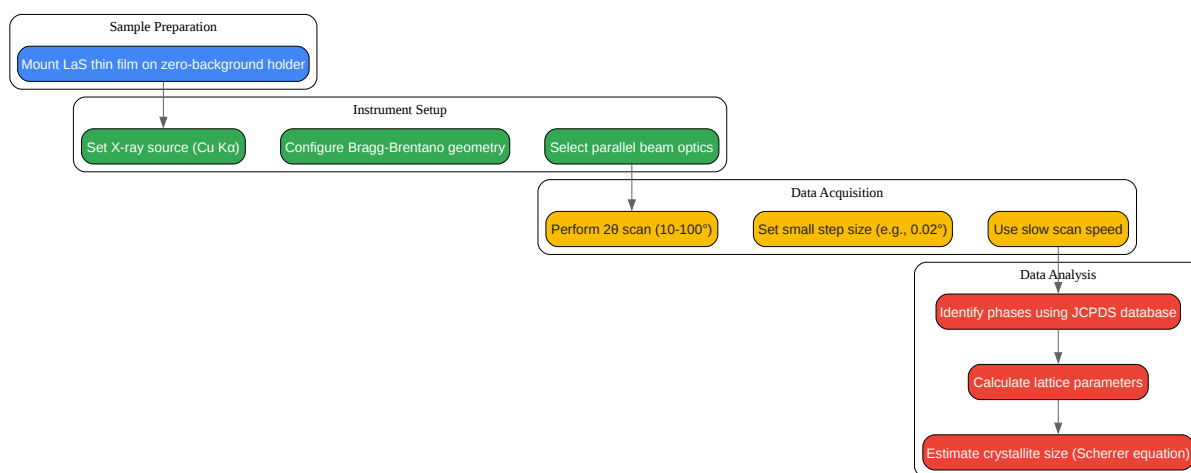 Sample Preparation
Mount LaS thin film on zero-background holder
Instrument Setup
Set X-ray source (Cu Kα)
Configure Bragg-Brentano geometry
Select parallel beam optics
Data Acquisition
Perform 2θ scan (10-100°)
Set small step size (e.g., 0.02°)
Use slow scan speed
Data Analysis
Identify phases using JCPDS database
Calculate lattice parameters
Estimate crystallite size (Scherrer equation)